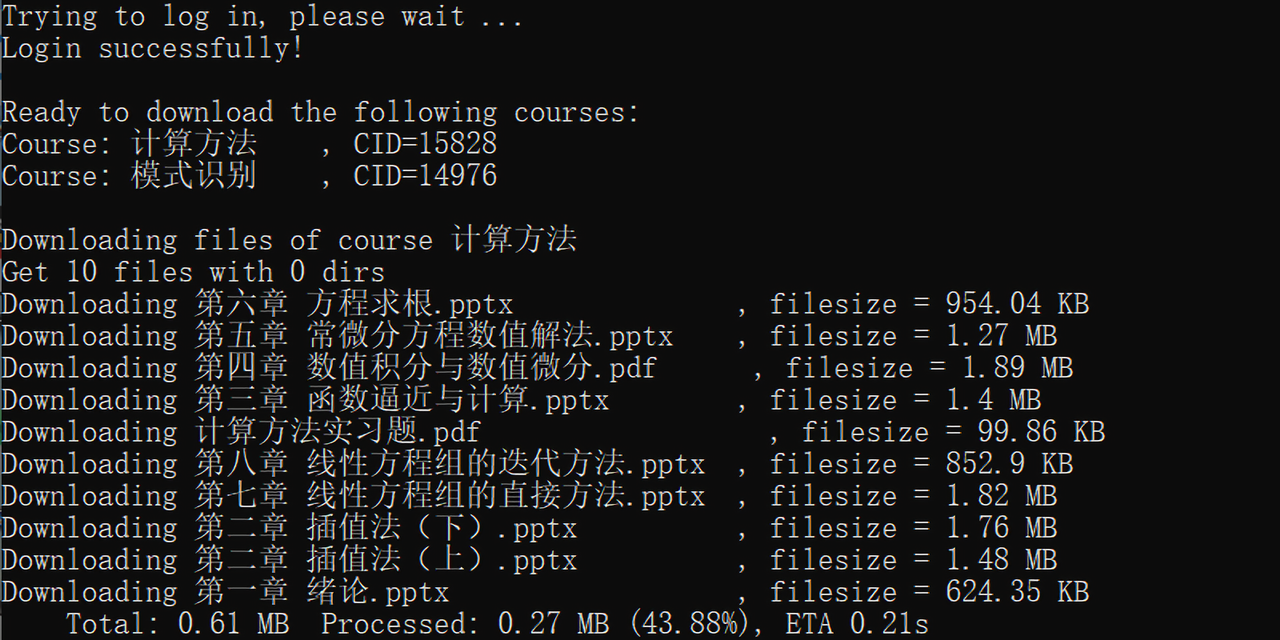 Trying to log in, please wait ...
Login successfully!
Ready to download the following courses:
Course: 计算方法    , CID=15828
Course: 模式识别    , CID=14976
Downloading files of course 计算方法
Get 10 files with 0 dirs
Downloading 第六章 方程求根.pptx              , filesize = 954.04 KB
Downloading 第五章 常微分方程数值解法.pptx    , filesize = 1.27 MB
Downloading 第四章 数值积分与数值微分.pdf      , filesize = 1.89 MB
Downloading 第三章 函数逼近与计算.pptx        , filesize = 1.4 MB
Downloading 计算方法实习题.pdf                  , filesize = 99.86 KB
Downloading 第八章 线性方程组的迭代方法.pptx  , filesize = 852.9 KB
Downloading 第七章 线性方程组的直接方法.pptx  , filesize = 1.82 MB
Downloading 第二章 插值法（下）.pptx          , filesize = 1.76 MB
Downloading 第二章 插值法（上）.pptx          , filesize = 1.48 MB
Downloading 第一章 绪论.pptx                  , filesize = 624.35 KB
    Total: 0.61 MB  Processed: 0.27 MB (43.88%), ETA 0.21s